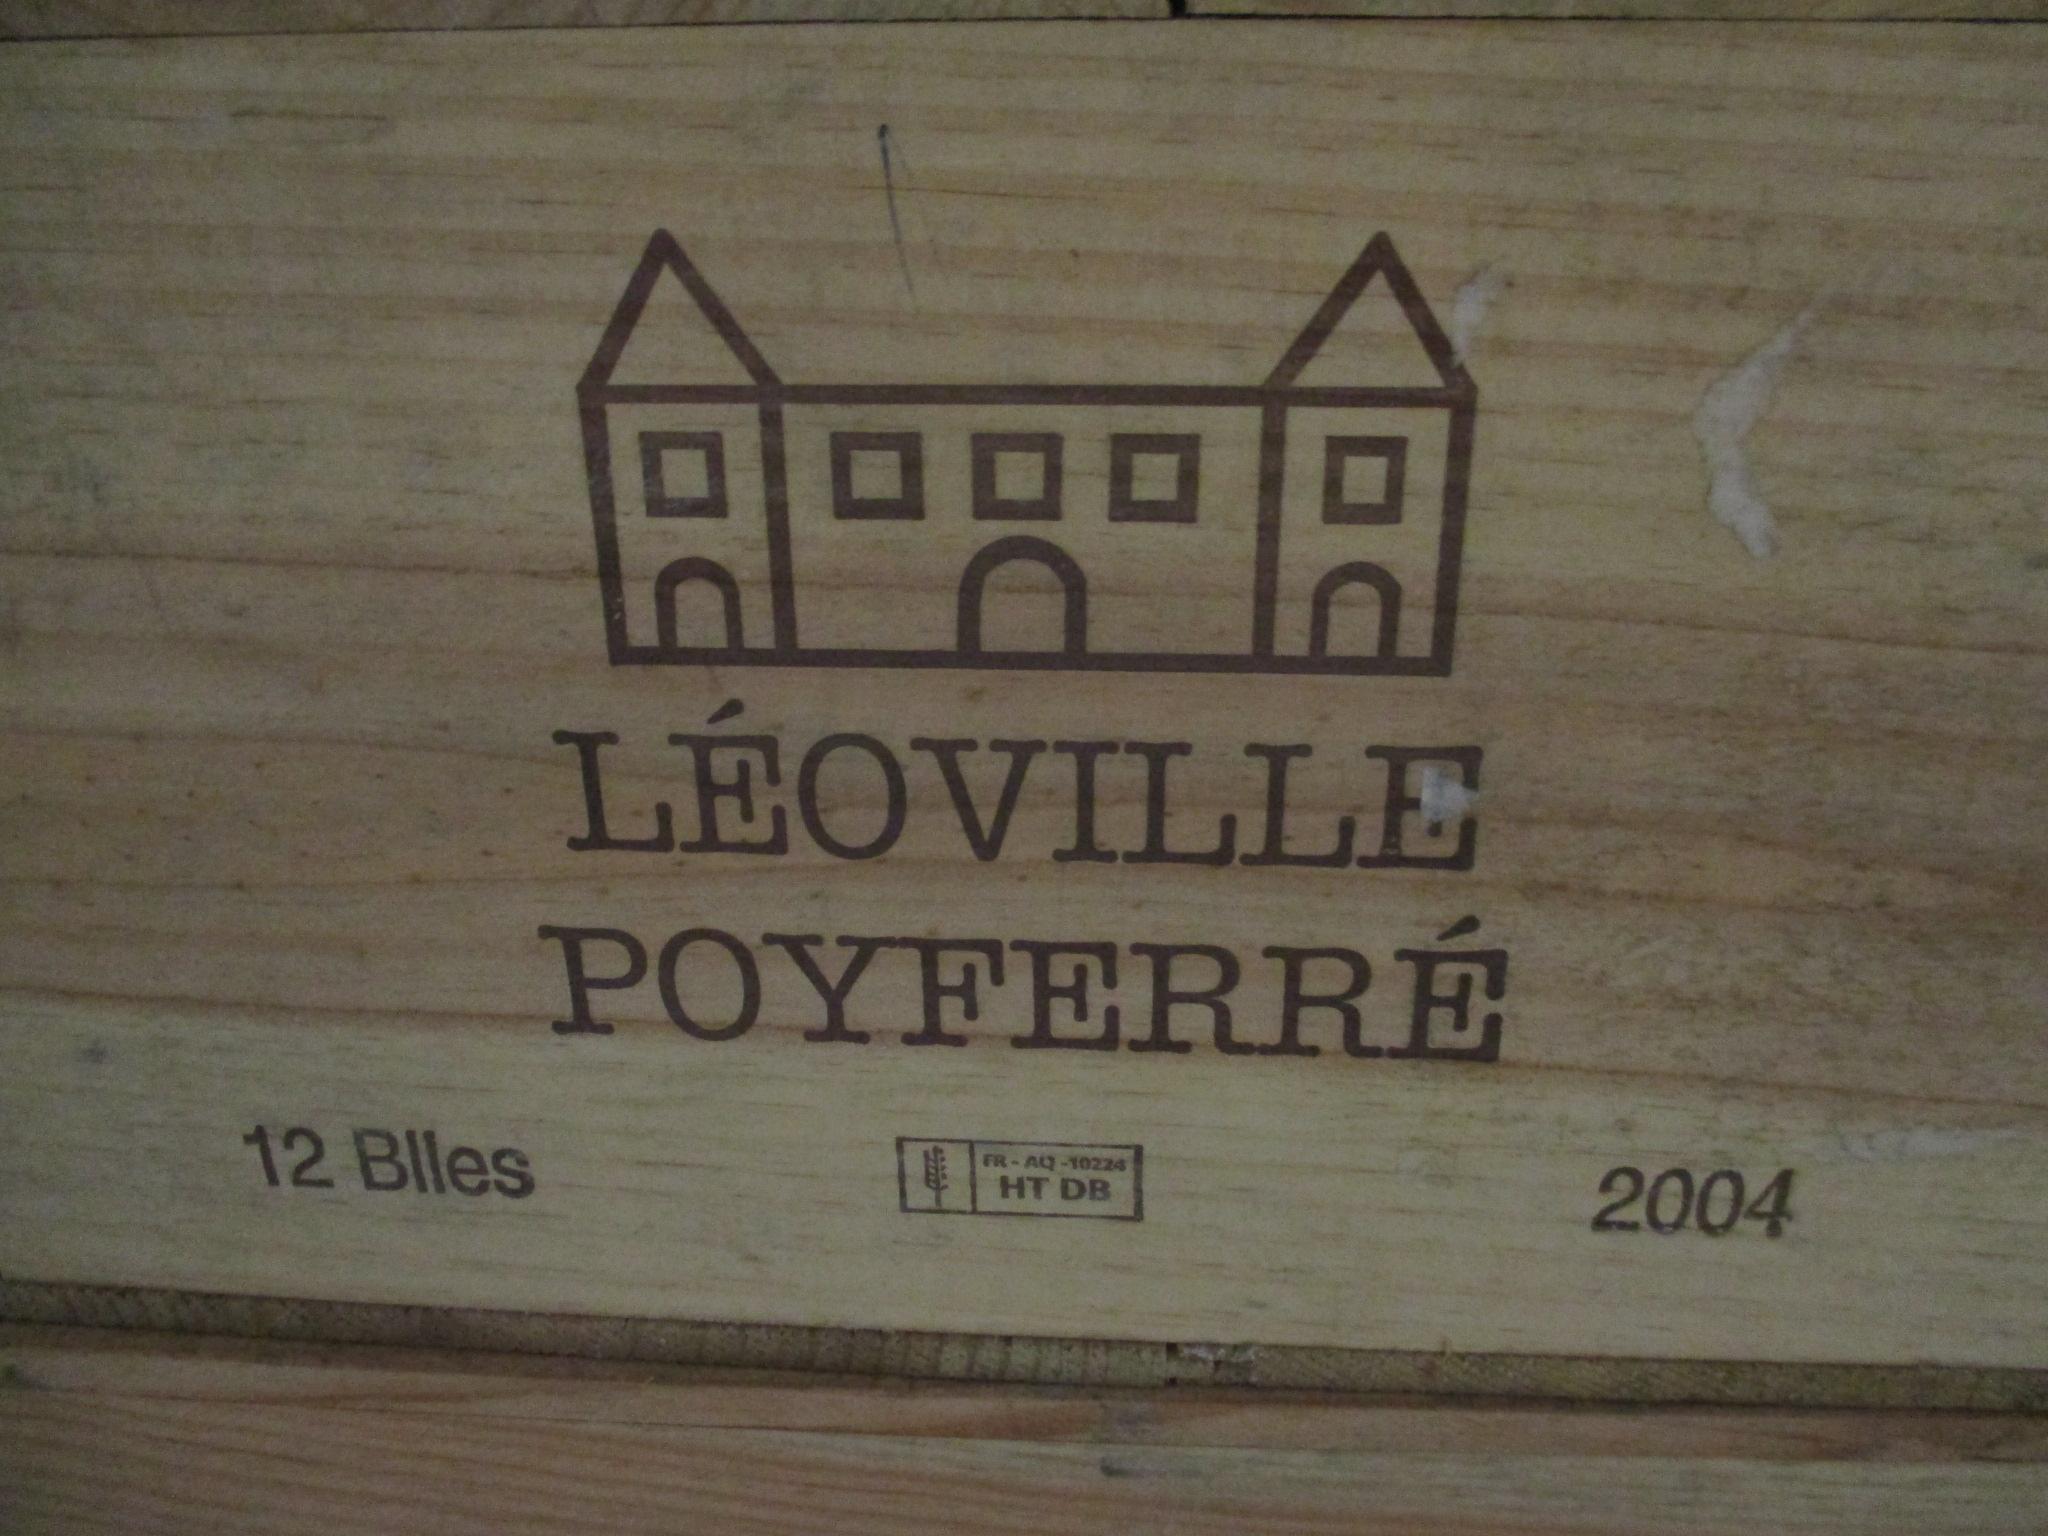 LÉOVILLE
POYFERRÉ
12 Blles
FR - AQ -10224
HT DB
2004